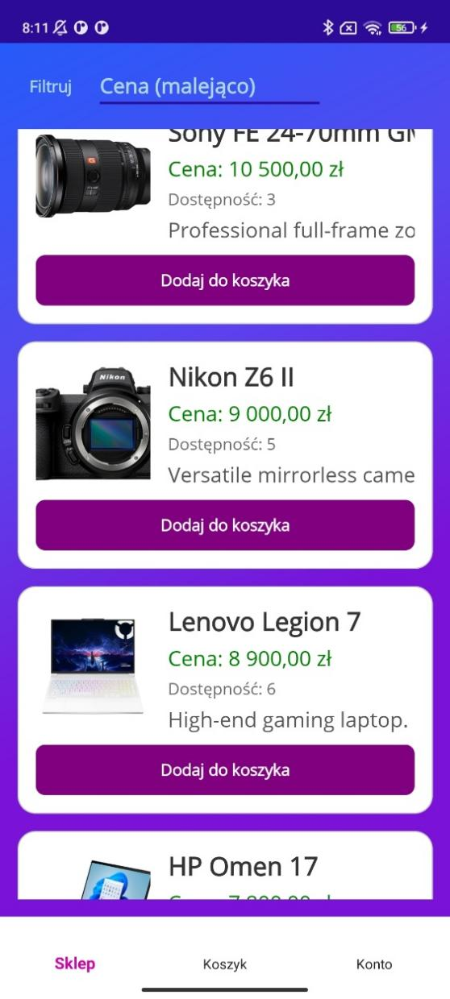 8:11
56
Filtruj
Cena (malejąco)
Sony FE 24-70mm
Cena: 10 500,00 zł
Dostępność: 3
Professional full-frame zo
Dodaj do koszyka
Nikon
Nikon Z6 II
Cena: 9 000,00 zł
Dostępność: 5
Versatile mirrorless came
Dodaj do koszyka
Lenovo Legion 7
Cena: 8 900,00 zł
Dostępność: 6
High-end gaming laptop.
Dodaj do koszyka
HP Omen 17
Sklep
Koszyk
Konto